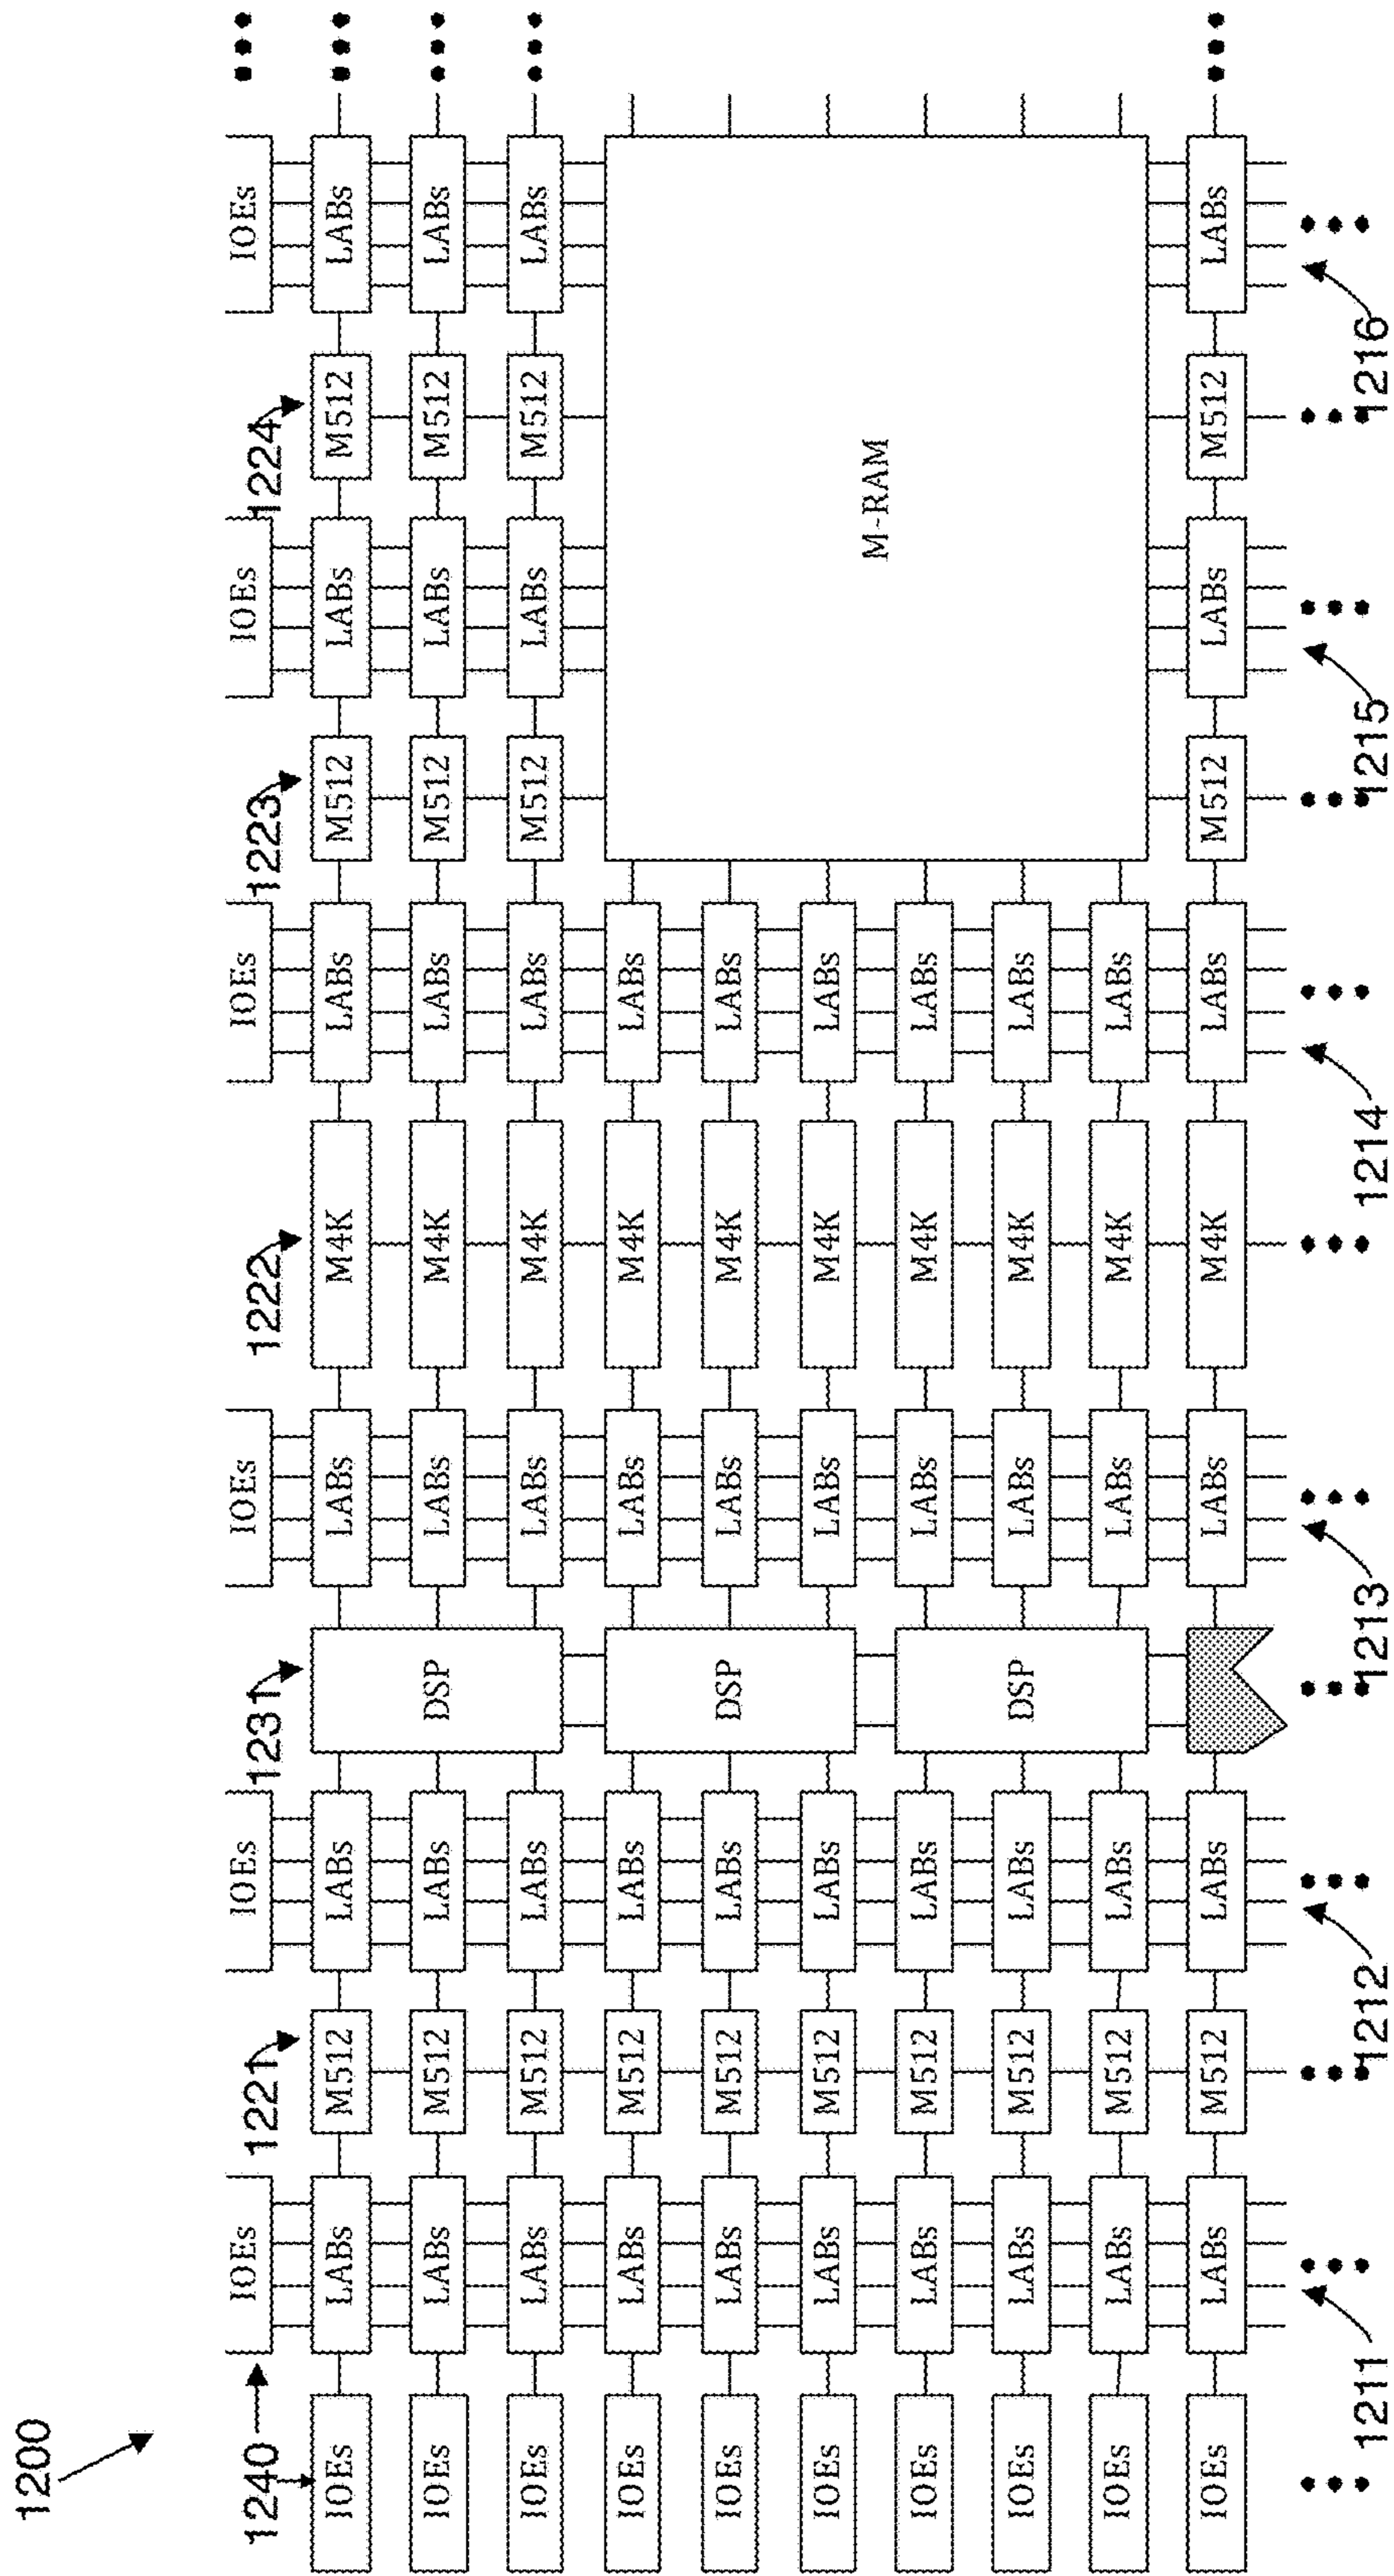 1200
1240 1221 1231 1222 1223 1224
IOEs IOEs IOEs IOEs IOEs IOEs
IOEs LABs M512 LABs LABs M4K LABs M512 LABs M512 LABs
IOEs LABs M512 LABs DSP LABs M4K LABs M512 LABs M512 LABs
IOEs LABs M512 LABs LABs M4K LABs M512 LABs M512 LABs
IOEs LABs M512 LABs LABs M4K LABs
IOEs LABs M512 LABs DSP LABs M4K LABs
IOEs LABs M512 LABs LABs M4K LABs
M-RAM
IOEs LABs M512 LABs LABs M4K LABs
IOEs LABs M512 LABs DSP LABs M4K LABs
IOEs LABs M512 LABs LABs M4K LABs
IOEs LABs M512 LABs LABs M4K LABs M512 LABs M512 LABs
1211 1212 1213 1214 1215 1216